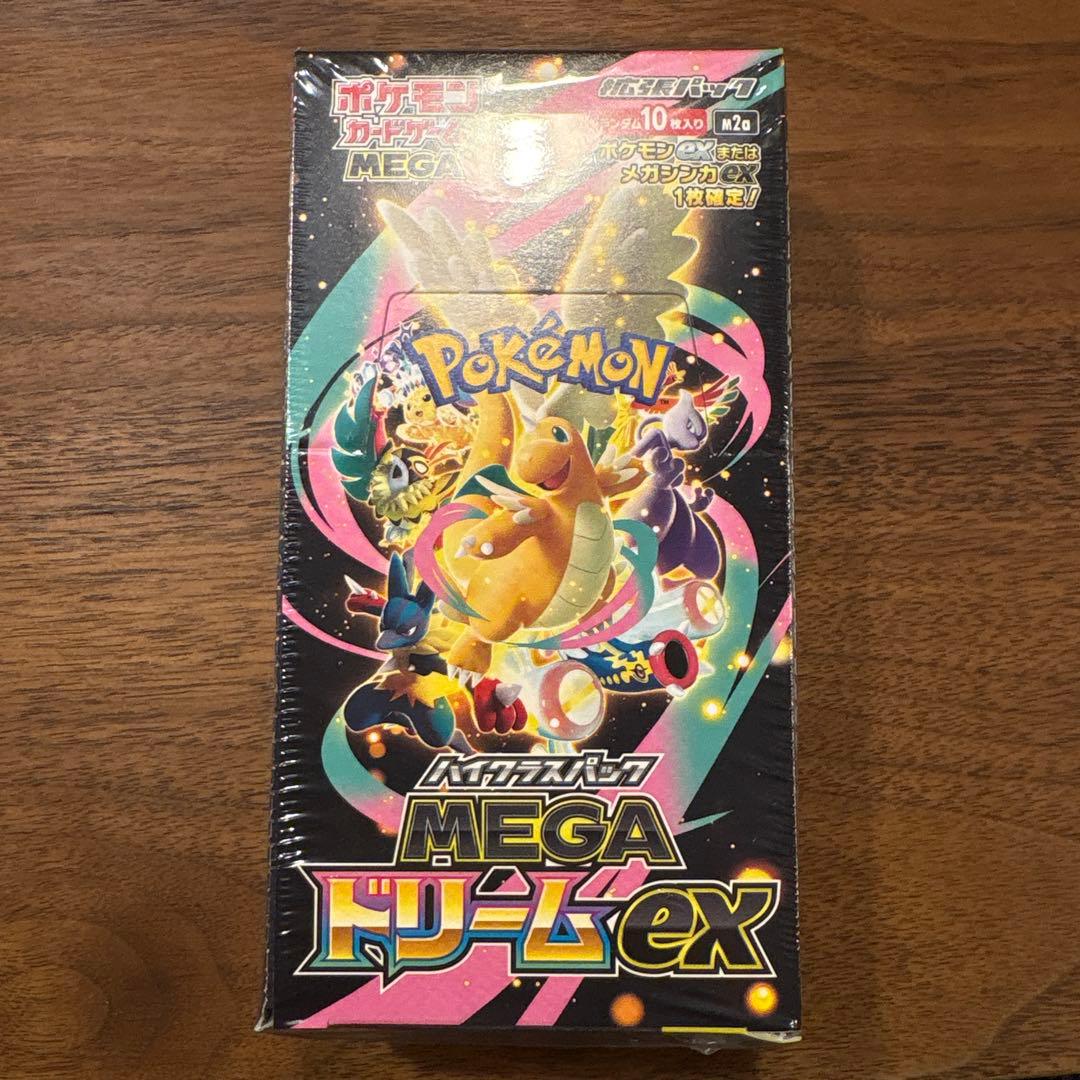 ポケモン
カードゲーム
MEGA
拡張パック
ランダム10枚入り M2a
ポケモンexまたは
メガシンカex
1枚確定!
POKéMON
TM
ハイクラスパック
MEGA
ドリームex